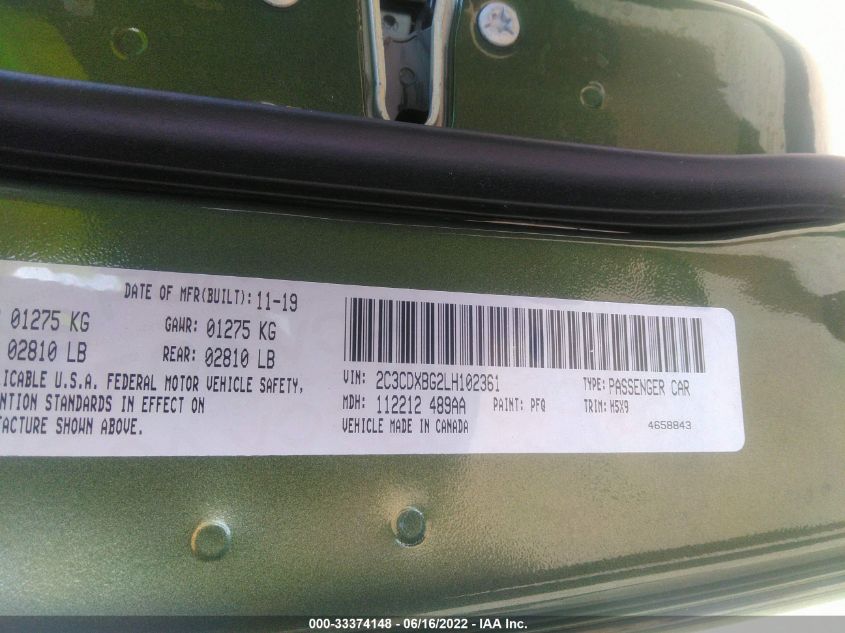 DATE OF MFR(BUILT): 11-19
01275 KG GAWR: 01275 KG
02810 LB REAR: 02810 LB
LICABLE U.S.A. FEDERAL MOTOR VEHICLE SAFETY,
NTION STANDARDS IN EFFECT ON
FACTURE SHOWN ABOVE.
VIN: 2C3CDXBG2LH102361 TYPE: PASSENGER CAR
MDH: 112212 489AA PAINT: PFQ TRIM: H5X9
VEHICLE MADE IN CANADA 4658843
000-33374148 - 06/16/2022 - IAA Inc.